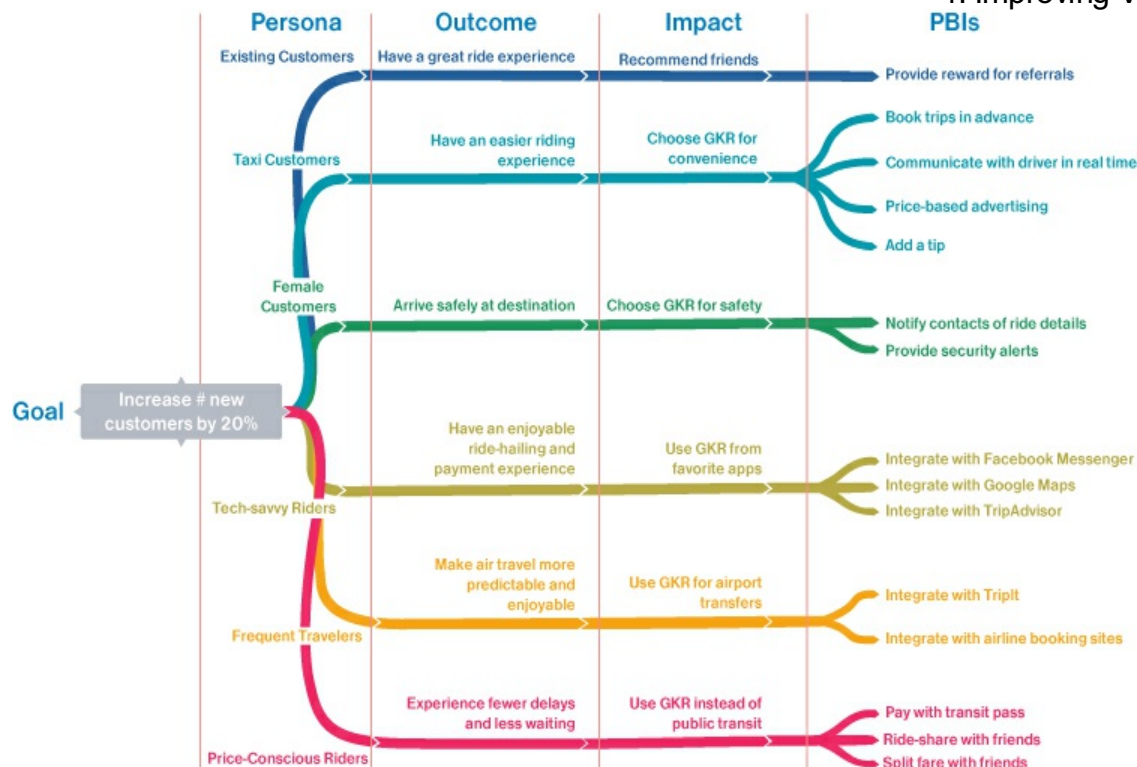 Persona
Outcome
Impact
PBIs
Existing Customers
Have a great ride experience
Recommend friends
Provide reward for referrals
Taxi Customers
Have an easier riding
experience
Choose GKR for
convenience
Book trips in advance
Communicate with driver in real time
Price-based advertising
Add a tip
Female
Customers
Arrive safely at destination
Choose GKR for safety
Notify contacts of ride details
Provide security alerts
Goal
Increase # new
customers by 20%
Tech-savvy Riders
Have an enjoyable
ride-hailing and
payment experience
Use GKR from
favorite apps
Integrate with Facebook Messenger
Integrate with Google Maps
Integrate with TripAdvisor
Frequent Travelers
Make air travel more
predictable and
enjoyable
Use GKR for airport
transfers
Integrate with TripIt
Integrate with airline booking sites
Price-Conscious Riders
Experience fewer delays
and less waiting
Use GKR instead of
public transit
Pay with transit pass
Ride-share with friends
Split fare with friends